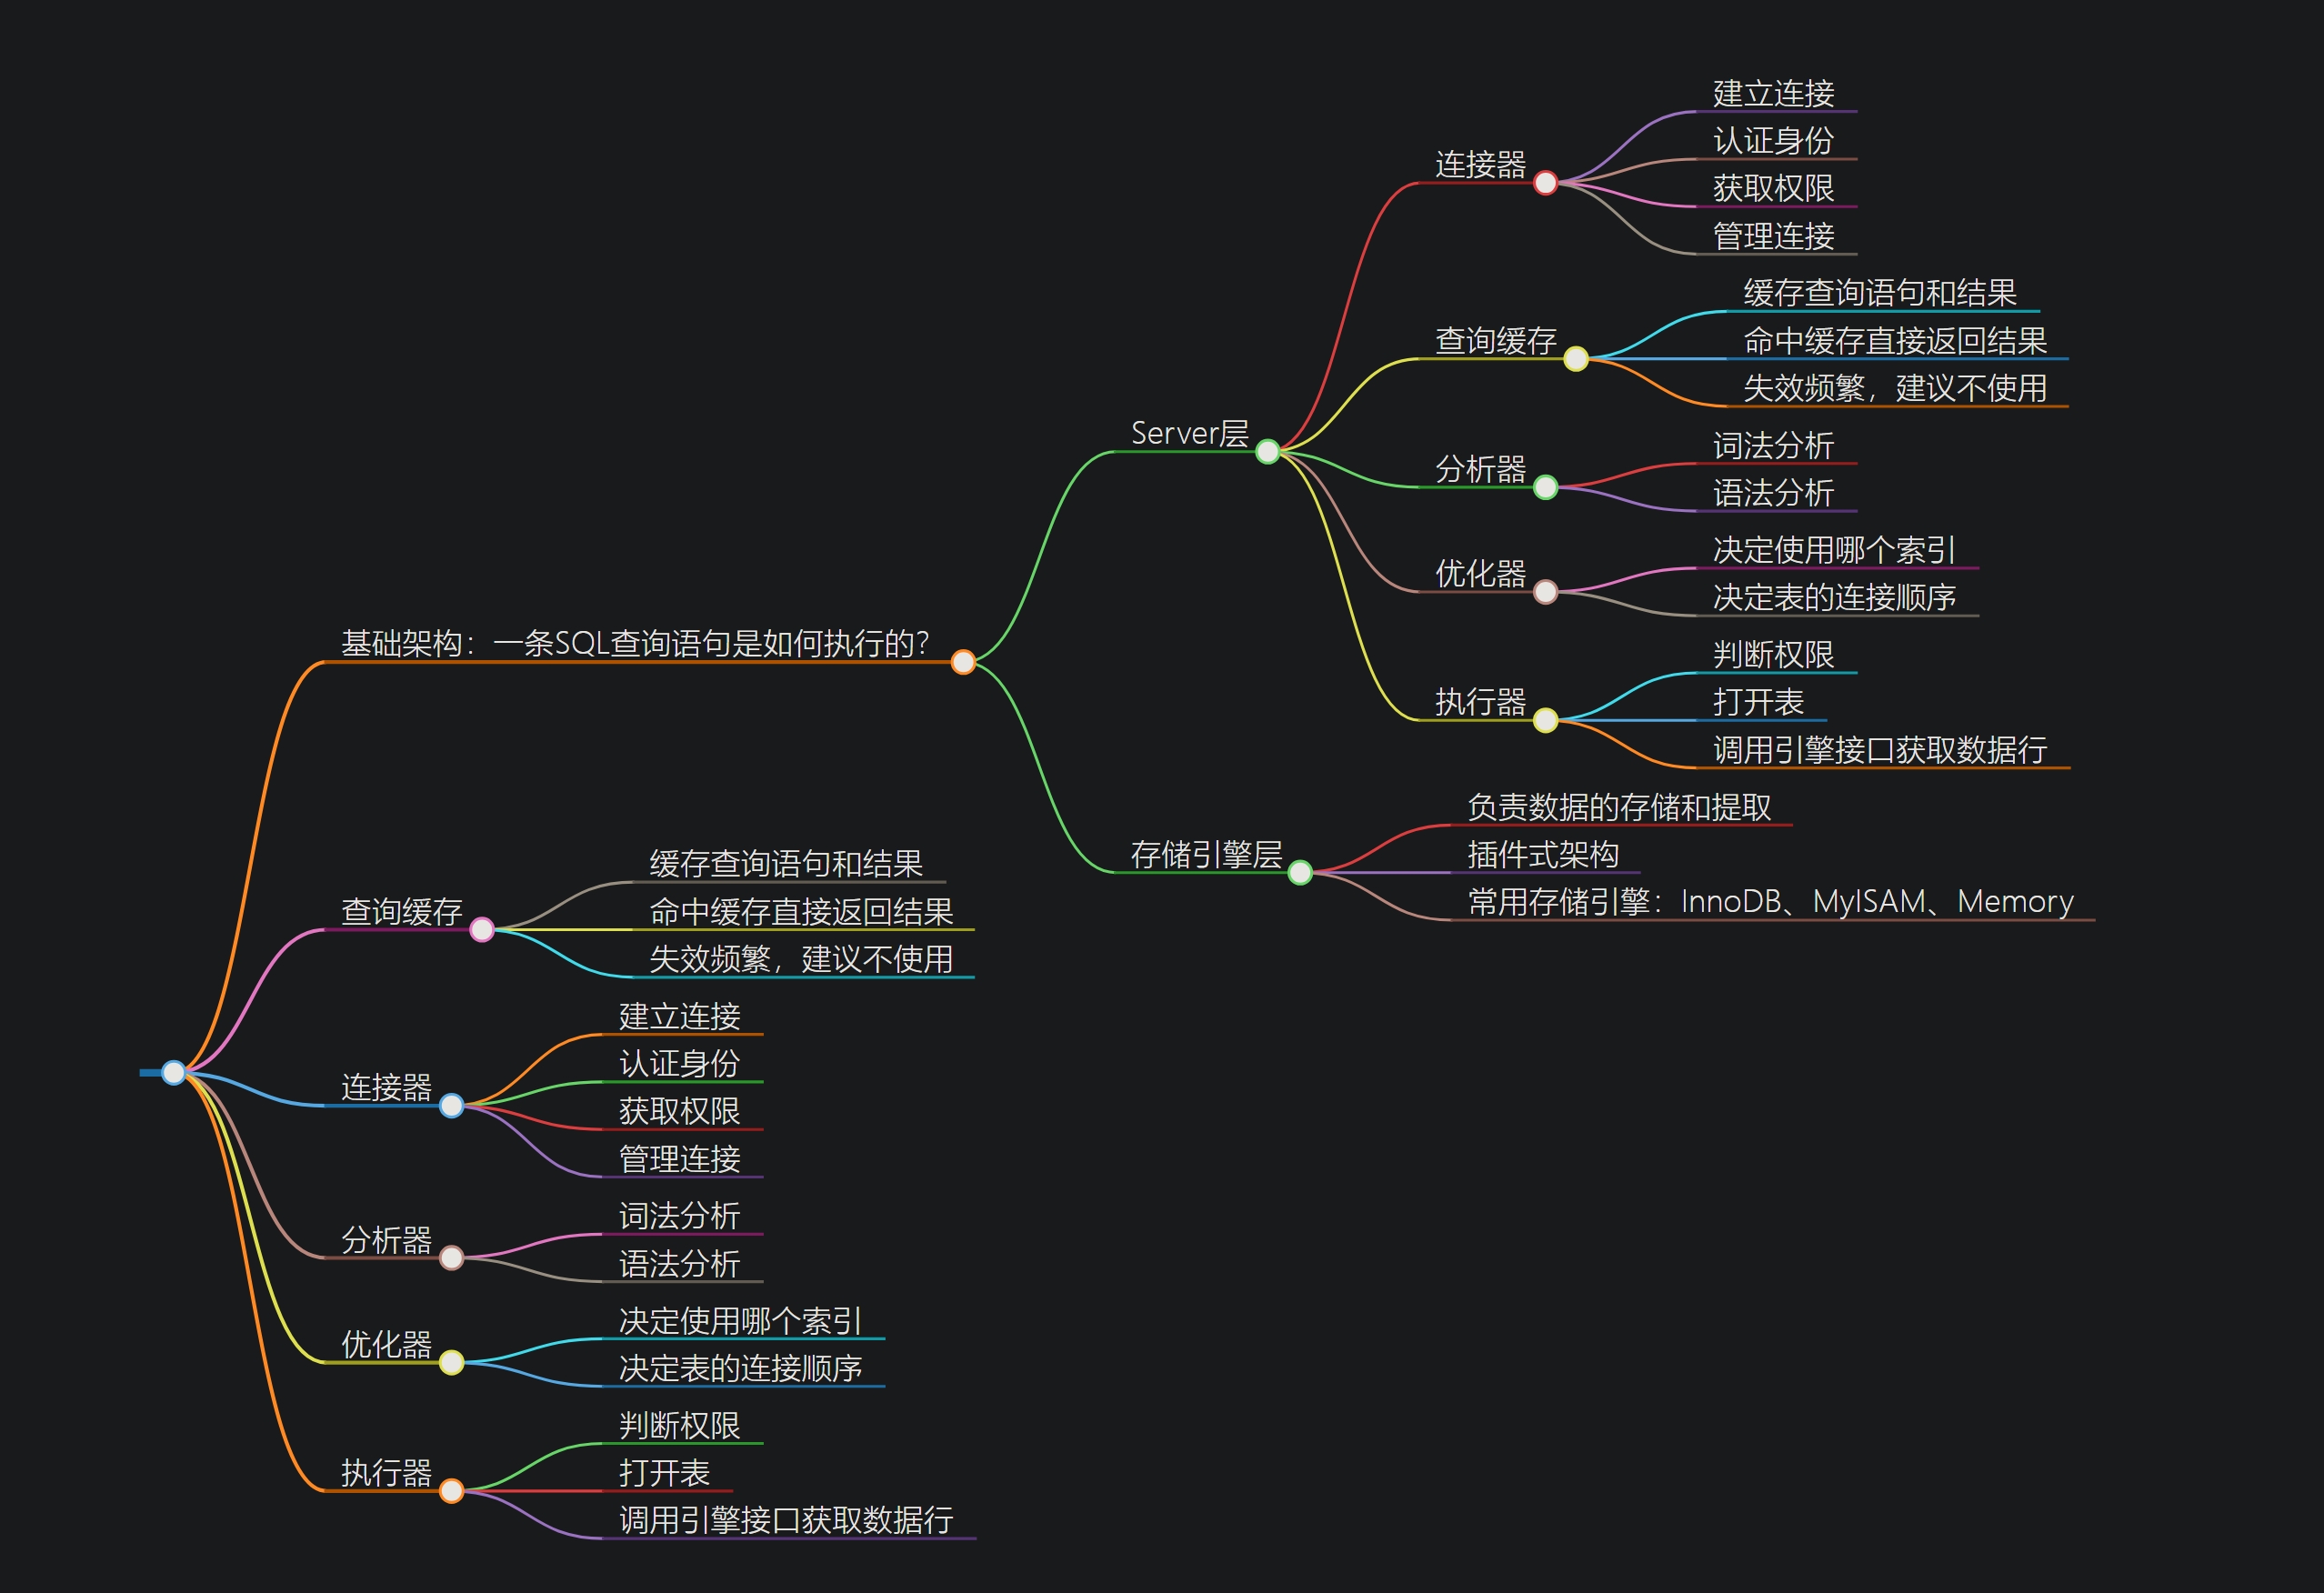 基础架构：一条SQL查询语句是如何执行的？
Server层
连接器
建立连接
认证身份
获取权限
管理连接
查询缓存
缓存查询语句和结果
命中缓存直接返回结果
失效频繁，建议不使用
分析器
词法分析
语法分析
优化器
决定使用哪个索引
决定表的连接顺序
执行器
判断权限
打开表
调用引擎接口获取数据行
存储引擎层
负责数据的存储和提取
插件式架构
常用存储引擎：InnoDB、MyISAM、Memory
查询缓存
缓存查询语句和结果
命中缓存直接返回结果
失效频繁，建议不使用
连接器
建立连接
认证身份
获取权限
管理连接
分析器
词法分析
语法分析
优化器
决定使用哪个索引
决定表的连接顺序
执行器
判断权限
打开表
调用引擎接口获取数据行